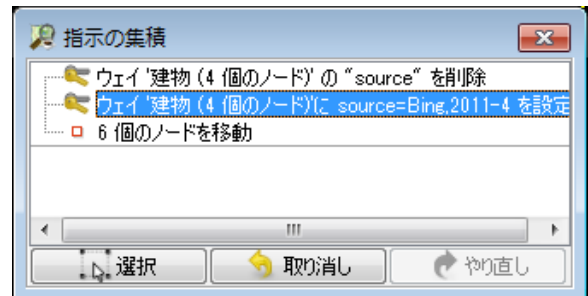 指示の集積
ウェイ '建物 (4 個のノード)' の "source" を削除
ウェイ '建物 (4 個のノード)'に source=Bing,2011-4 を設定
6 個のノードを移動
選択
取り消し
やり直し